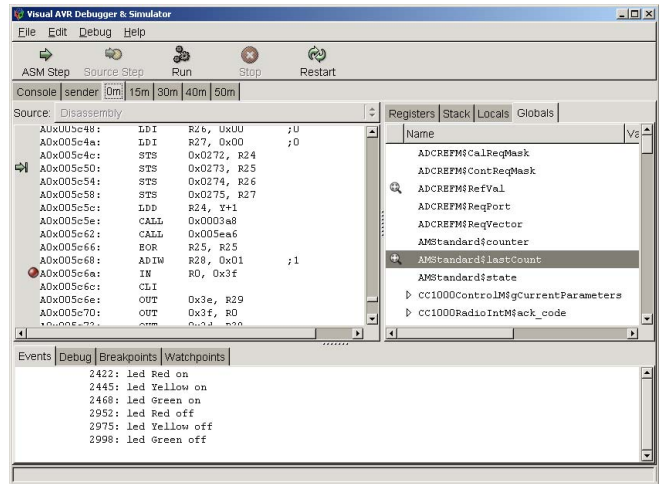 Visual AVR Debugger & Simulator
File Edit Debug Help
ASM Step Source Step Run Stop Restart
Console sender 0m 15m 30m 40m 50m
Source: Disassembly
A0x005c48: LDI R26, 0x00 ;0
A0x005c4a: LDI R27, 0x00 ;0
A0x005c4c: STS 0x0272, R24
A0x005c50: STS 0x0273, R25
A0x005c54: STS 0x0274, R26
A0x005c58: STS 0x0275, R27
A0x005c5c: LDD R24, Y+1
A0x005c5e: CALL 0x0003a8
A0x005c62: CALL 0x005ea6
A0x005c66: EOR R25, R25
A0x005c68: ADIW R28, 0x01 ;1
A0x005c6a: IN R0, 0x3f
A0x005c6c: CLI
A0x005c6e: OUT 0x3e, R29
A0x005c70: OUT 0x3f, R0
Registers Stack Locals Globals
Name
ADCREFM$CalReqMask
ADCREFM$ContReqMask
ADCREFM$RefVal
ADCREFM$ReqPort
ADCREFM$ReqVector
AMStandard$counter
AMStandard$lastCount
AMStandard$state
CC1000ControlM$gCurrentParameters
CC1000RadioIntM$ack_code
Events Debug Breakpoints Watchpoints
2422: led Red on
2445: led Yellow on
2468: led Green on
2952: led Red off
2975: led Yellow off
2998: led Green off